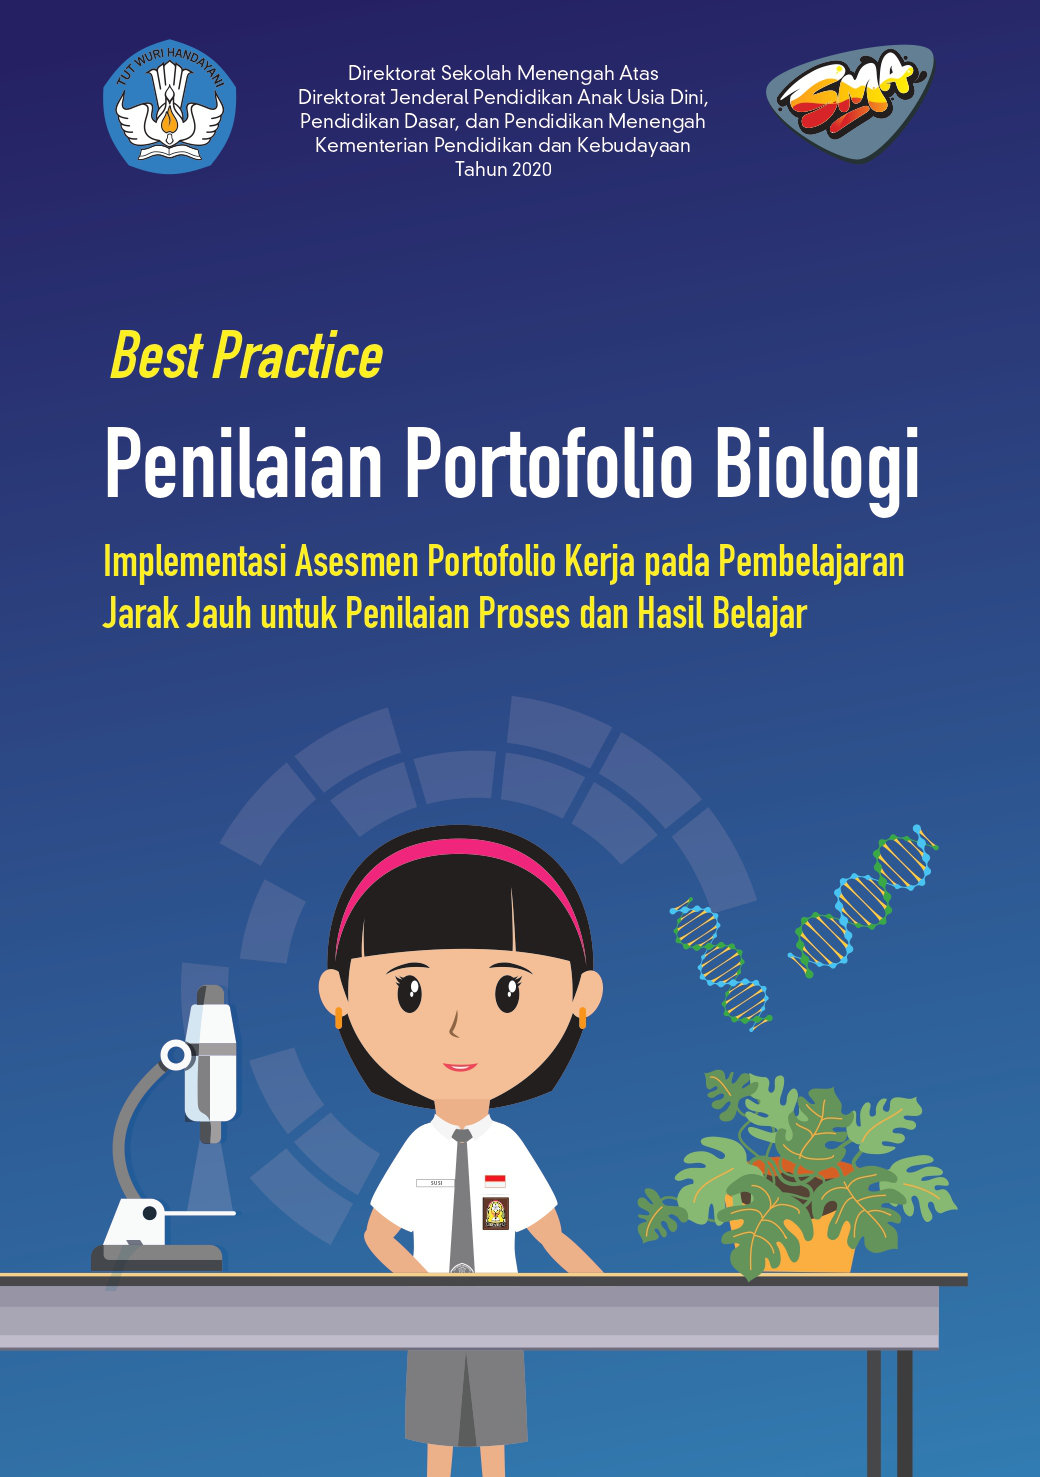 TUT WURI HANDAYANI
Direktorat Sekolah Menengah Atas
Direktorat Jenderal Pendidikan Anak Usia Dini,
Pendidikan Dasar, dan Pendidikan Menengah
Kementerian Pendidikan dan Kebudayaan
Tahun 2020
SMA
Best Practice
Penilaian Portofolio Biologi
Implementasi Asesmen Portofolio Kerja pada Pembelajaran
Jarak Jauh untuk Penilaian Proses dan Hasil Belajar
SUSI